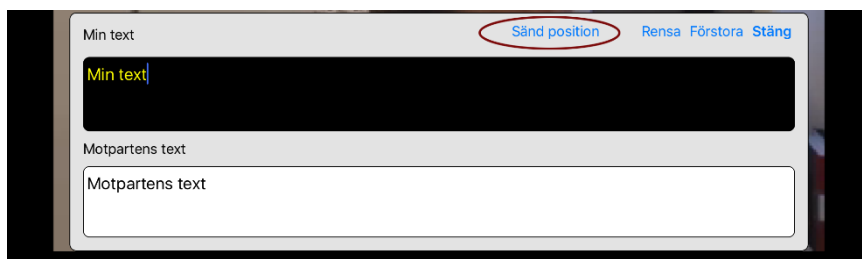 Min text Sänd position Rensa Förstora Stäng
Min text
Motpartens text
Motpartens text